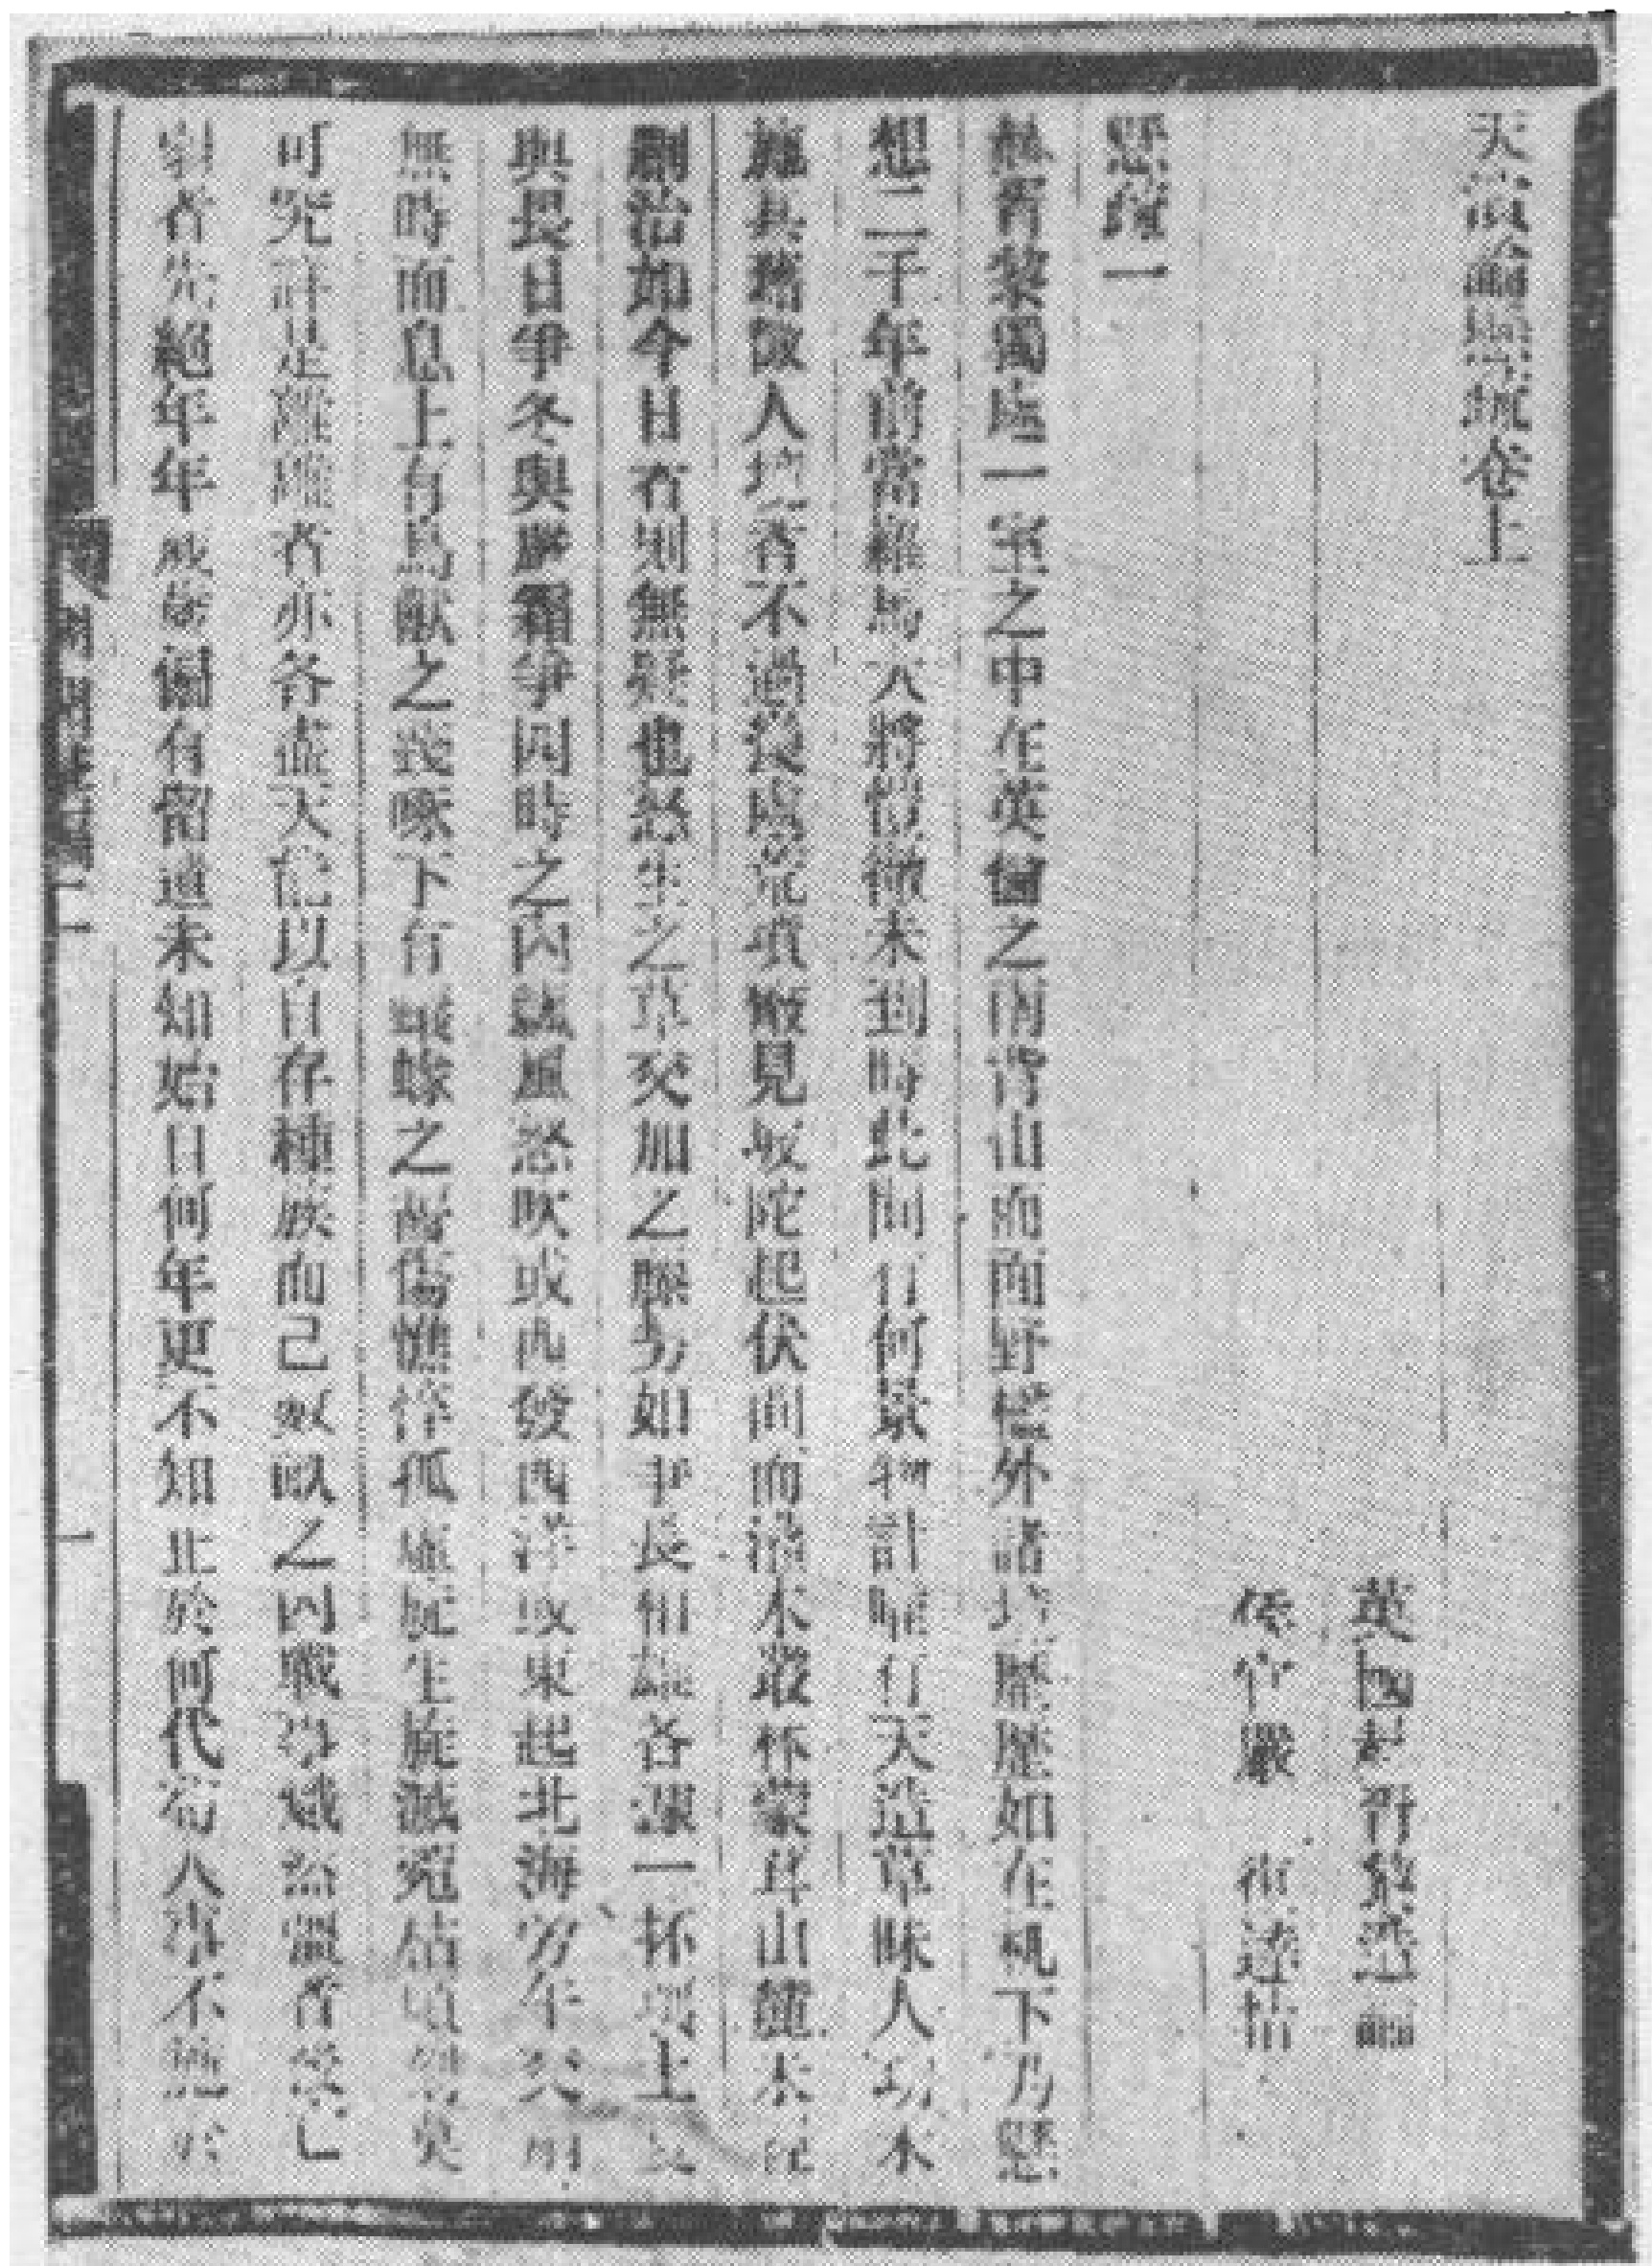 天演論懸疏卷上
英國赫胥黎造論
侯官嚴　復達恉
懸疏一
赫胥黎獨處一室之中在英倫之南背山而面野檻外諸境歷歷如在机下乃懸
想二千年前當羅馬大將愷徹未到時此間有何景物計唯有天造草昧人功未
施其藉徵人境者不過幾處荒墳散見坡陀起伏間而灌木叢林蒙茸山麓未經
刪治如今日者則無疑也怒生之草交加之藤勢如爭長相雄各據一抔壤土夏
與畏日爭冬與嚴霜爭四時之內飄風怒吹或西發西洋或東起北海旁午交扇
無時而息上有鳥獸之踐啄下有蟻蝝之齧傷憔悴孤虛旋生旋滅菀枯頃刻莫
可究詳是離離者亦各盡天能以自存種族而已數畝之內戰爭熾然彊者後亡
弱者先絕年年歲歲偏有留遺未知始自何年更不知止於何代苟人事不施於